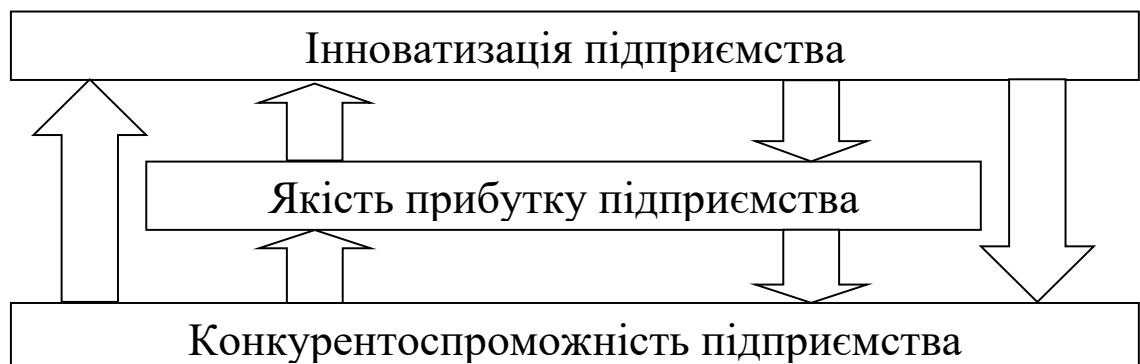 Інноватизація підприємства
Якість прибутку підприємства
Конкурентоспроможність підприємства